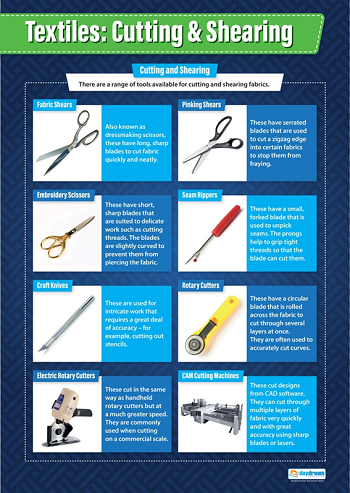 Textiles: Cutting & Shearing
Cutting and Shearing
There are a range of tools available for cutting and shearing fabrics.
Fabric Shears
Also known as
dressmaking scissors,
these have long, sharp
blades to cut fabric
quickly and neatly.
Pinking Shears
These have serrated
blades that are used
to cut a zigzag edge
into certain fabrics
to stop them from
fraying.
Embroidery Scissors
These have short,
sharp blades that
are suited to delicate
work such as cutting
threads. The blades
are slightly curved to
prevent them from
piercing the fabric.
Seam Rippers
These have a small,
forked blade that is
used to unpick
seams. The prongs
help to grip tight
threads so that the
blade can cut them.
Craft Knives
These are used for
intricate work that
requires a great deal
of accuracy – for
example, cutting out
stencils.
Rotary Cutters
These have a circular
blade that is rolled
across the fabric to
cut through several
layers at once.
They are often used to
accurately cut curves.
Electric Rotary Cutters
These cut in the same
way as handheld
rotary cutters but at
a much greater speed.
They are commonly
used when cutting
on a commercial scale.
CAM Cutting Machines
These cut designs
from CAD software.
They can cut through
multiple layers of
fabric very quickly
and with great
accuracy using sharp
blades or lasers.
daydream